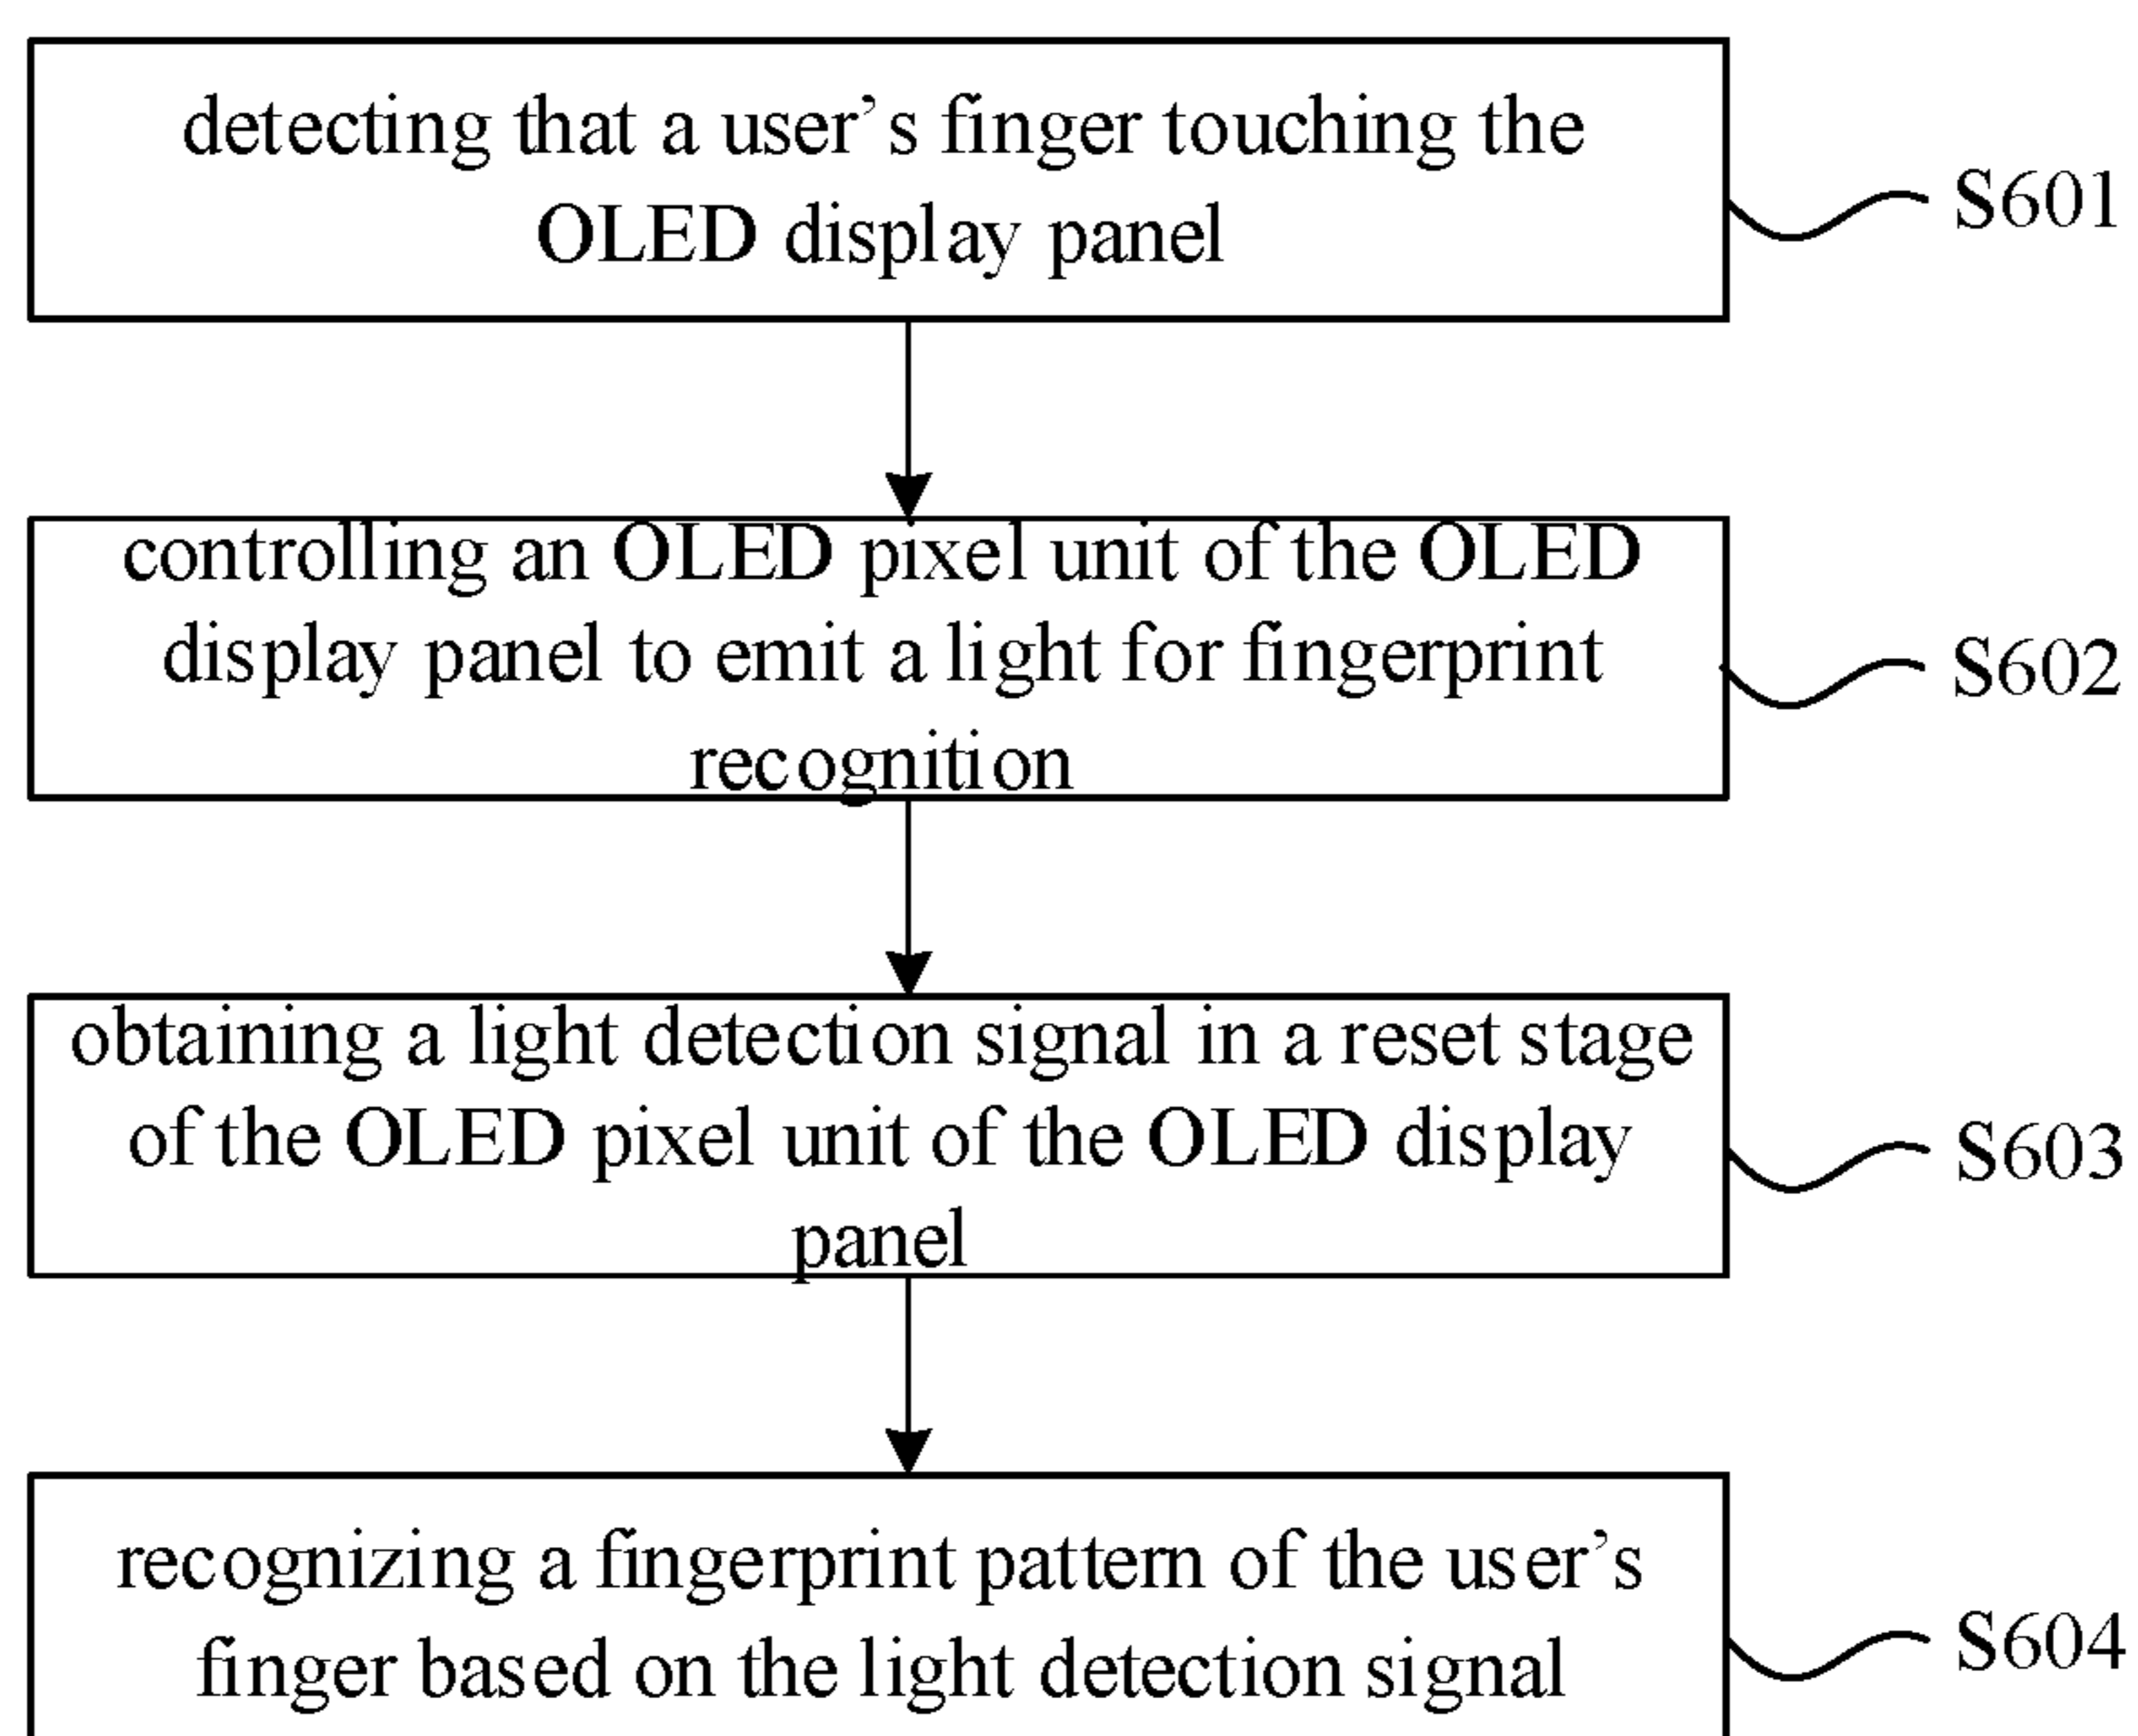 detecting that a user’s finger touching the
OLED display panel
S601
controlling an OLED pixel unit of the OLED
display panel to emit a light for fingerprint
recognition
S602
obtaining a light detection signal in a reset stage
of the OLED pixel unit of the OLED display
panel
S603
recognizing a fingerprint pattern of the user’s
finger based on the light detection signal
S604